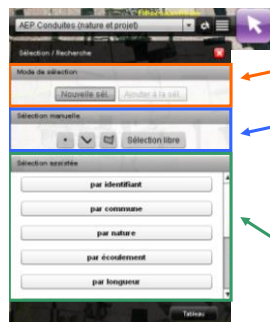 AEP Conduites (nature et projet)
Sélection / Recherche
Mode de sélection
Nouvelle sél.
Ajouter à la sél.
Sélection manuelle
Sélection libre
Sélection assistée
par identifiant
par commune
par nature
par écoulement
par longueur
Tableau